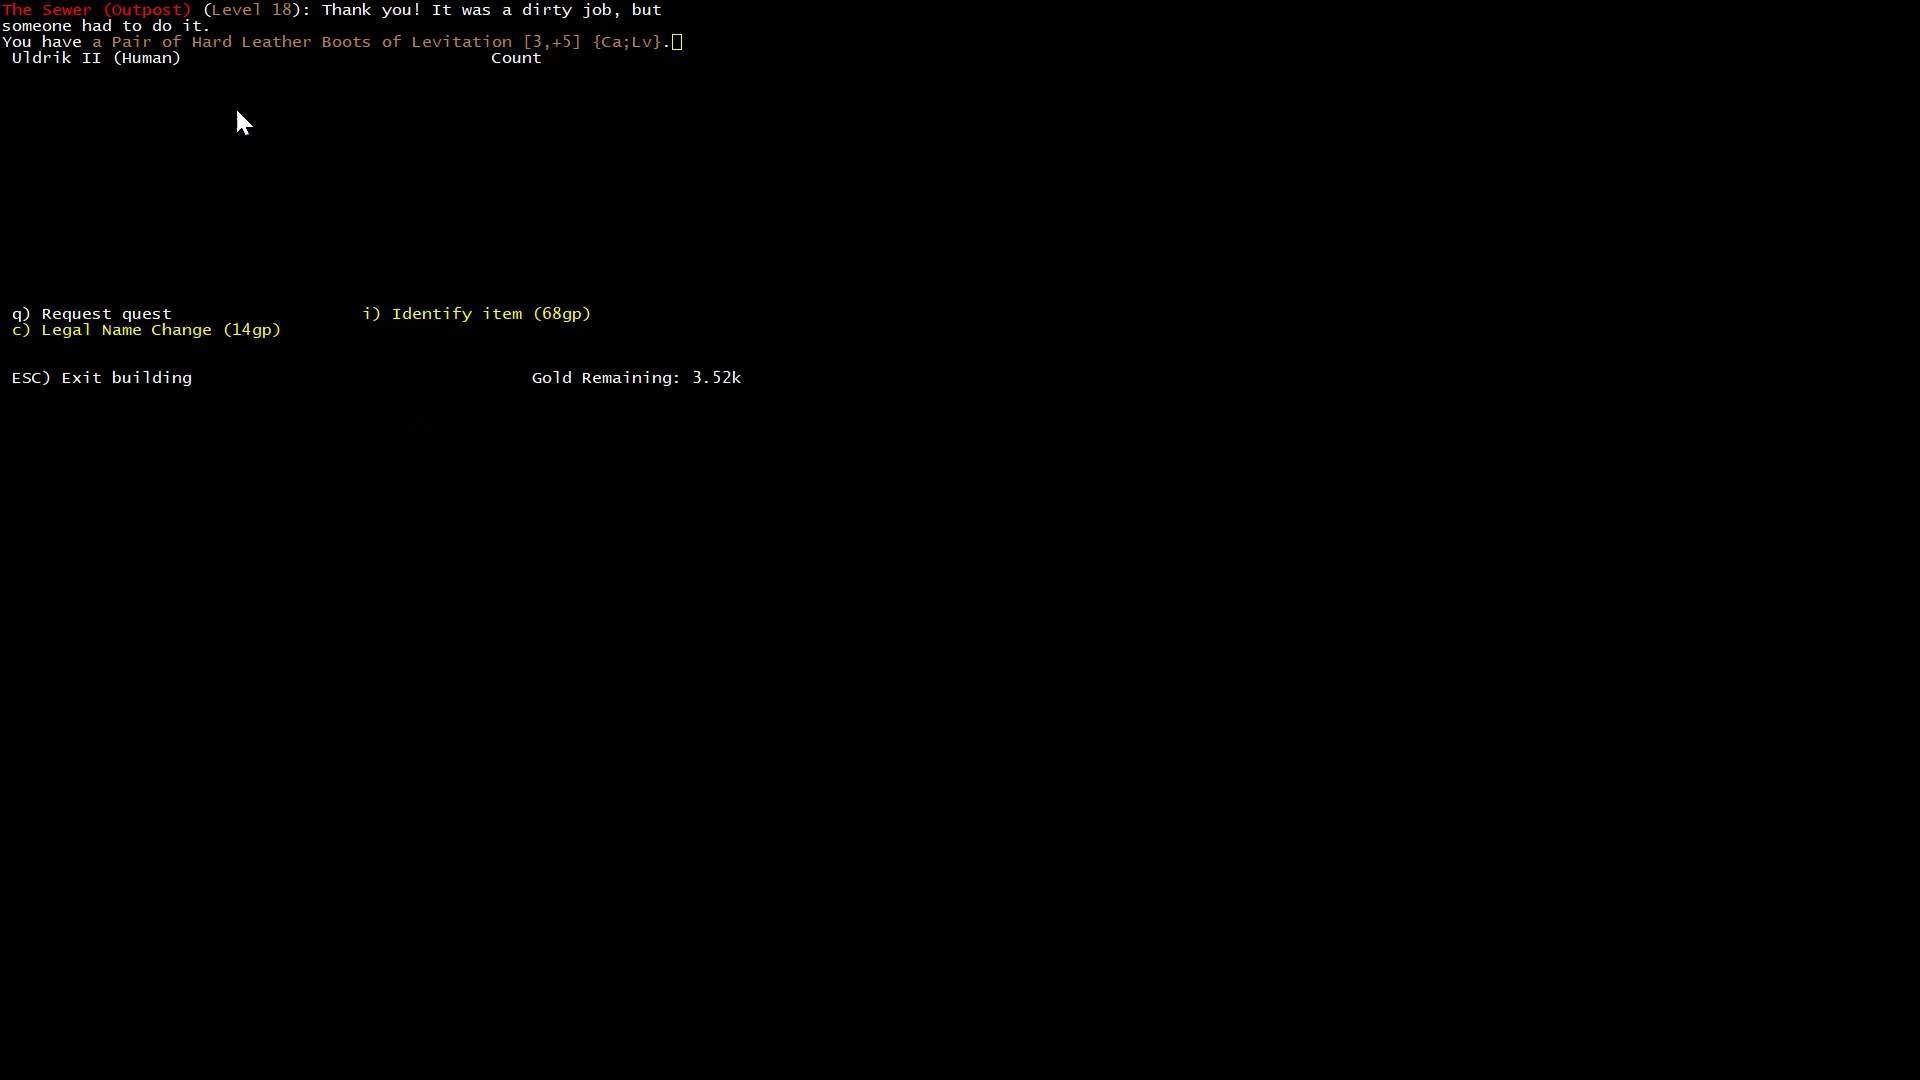 The Sewer (Outpost) (Level 18): Thank you! It was a dirty job, but
someone had to do it.
You have a Pair of Hard Leather Boots of Levitation [3,+5] {Ca;Lv}.
Uldrik II (Human) Count
q) Request quest i) Identify item (68gp)
c) Legal Name Change (14gp)
ESC) Exit building Gold Remaining: 3.52k